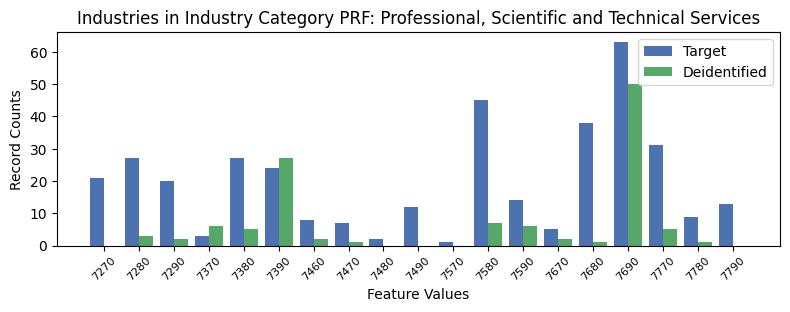 Industries in Industry Category PRF: Professional, Scientific and Technical Services
Target
Deidentified
Record Counts
60
50
40
30
20
10
0
7270 7280 7290 7370 7380 7390 7460 7470 7480 7490 7570 7580 7590 7670 7680 7690 7770 7780 7790
Feature Values